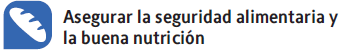 Asegurar la seguridad alimentaria y
la buena nutrición